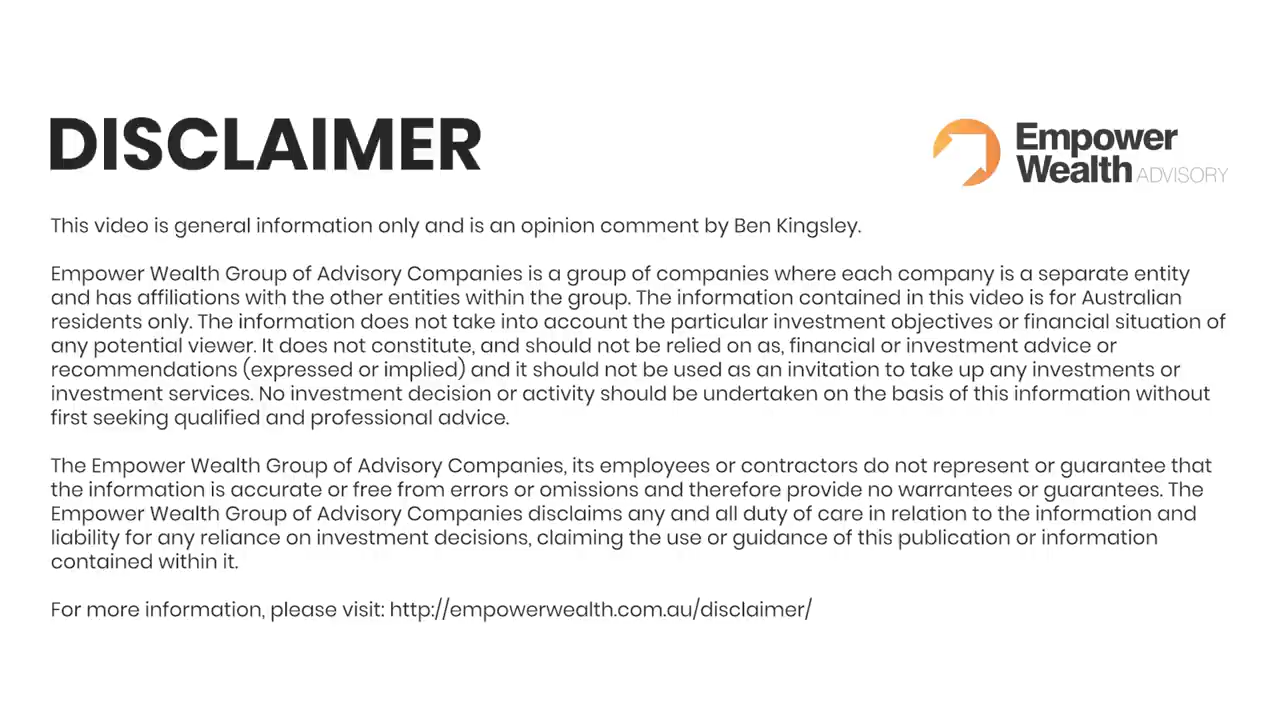 DISCLAIMER
Empower
Wealth ADVISORY
This video is general information only and is an opinion comment by Ben Kingsley.
Empower Wealth Group of Advisory Companies is a group of companies where each company is a separate entity
and has affiliations with the other entities within the group. The information contained in this video is for Australian
residents only. The information does not take into account the particular investment objectives or financial situation of
any potential viewer. It does not constitute, and should not be relied on as, financial or investment advice or
recommendations (expressed or implied) and it should not be used as an invitation to take up any investments or
investment services. No investment decision or activity should be undertaken on the basis of this information without
first seeking qualified and professional advice.
The Empower Wealth Group of Advisory Companies, its employees or contractors do not represent or guarantee that
the information is accurate or free from errors or omissions and therefore provide no warrantees or guarantees. The
Empower Wealth Group of Advisory Companies disclaims any and all duty of care in relation to the information and
liability for any reliance on investment decisions, claiming the use or guidance of this publication or information
contained within it.
For more information, please visit: http://empowerwealth.com.au/disclaimer/